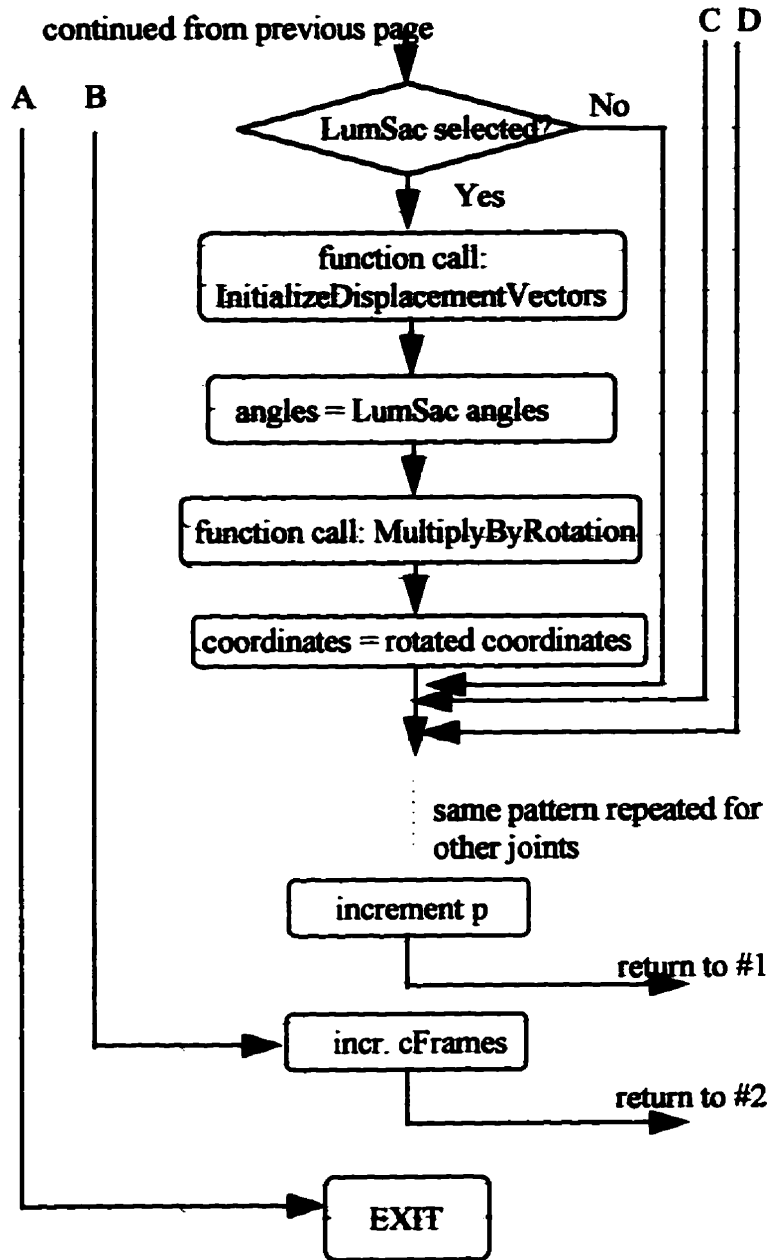 continued from previous page
C D
A B
LumSac selected?
No
Yes
function call:
InitializeDisplacementVectors
angles = LumSac angles
function call: MultiplyByRotation
coordinates = rotated coordinates
same pattern repeated for
other joints
increment p
return to #1
incr. cFrames
return to #2
EXIT